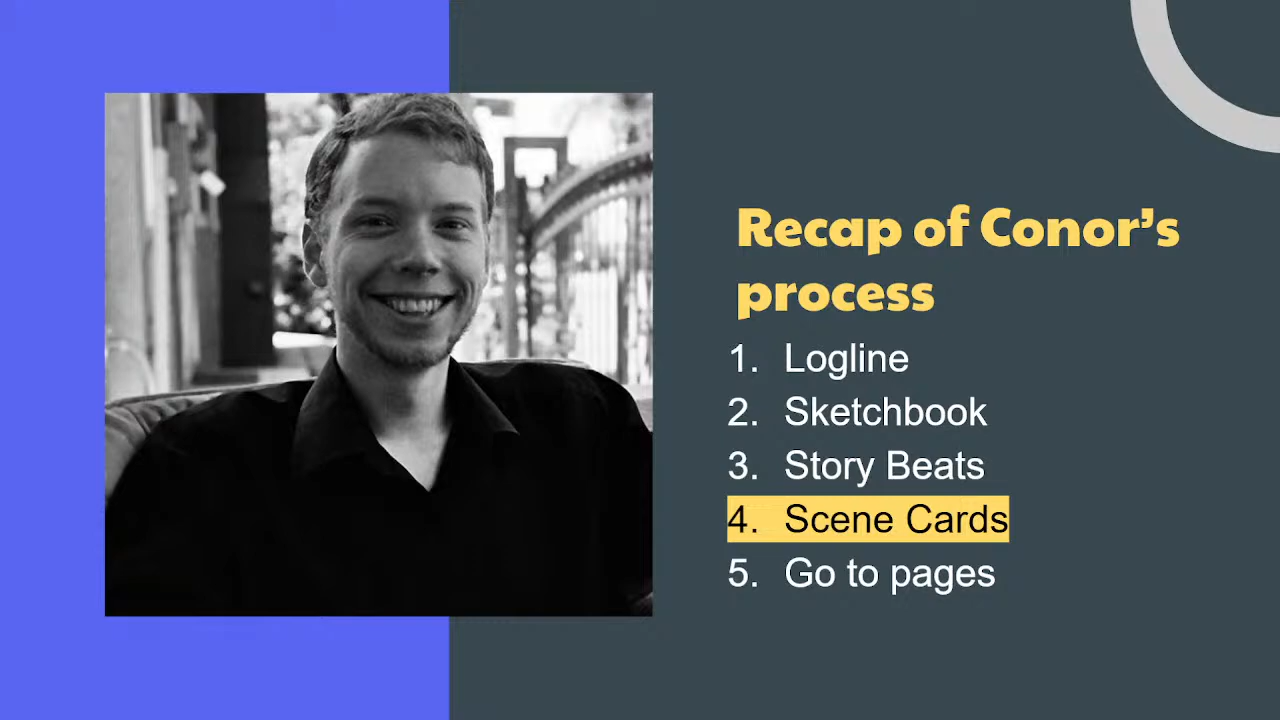 Recap of Conor’s
process
1. Logline
2. Sketchbook
3. Story Beats
4. Scene Cards
5. Go to pages